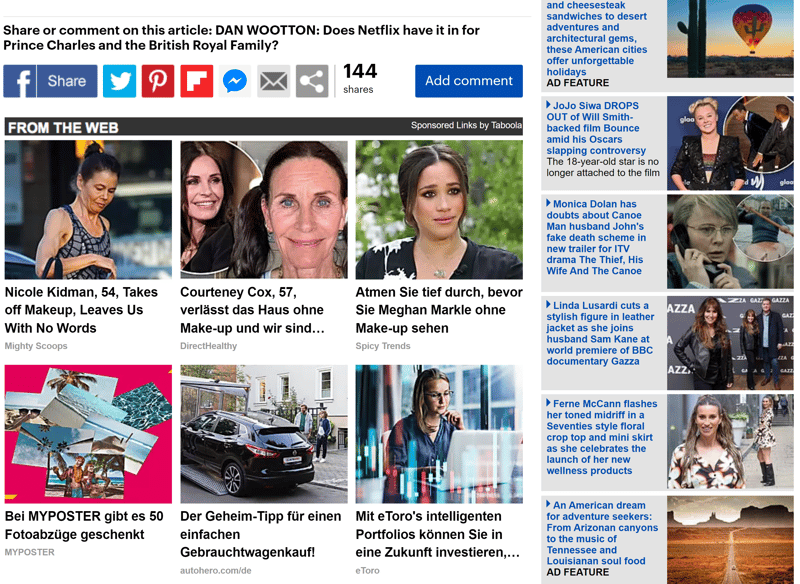 Share or comment on this article: DAN WOOTTON: Does Netflix have it in for
Prince Charles and the British Royal Family?
Share
144
shares
Add comment
FROM THE WEB
Sponsored Links by Taboola
Nicole Kidman, 54, Takes
off Makeup, Leaves Us
With No Words
Mighty Scoops
Courteney Cox, 57,
verlässt das Haus ohne
Make-up und wir sind…
DirectHealthy
Atmen Sie tief durch, bevor
Sie Meghan Markle ohne
Make-up sehen
Spicy Trends
Bei MYPOSTER gibt es 50
Fotoabzüge geschenkt
MYPOSTER
Der Geheim-Tipp für einen
einfachen
Gebrauchtwagenkauf!
autohero.com/de
Mit eToro's intelligenten
Portfolios können Sie in
eine Zukunft investieren,…
eToro
and cheesesteak
sandwiches to desert
adventures and
architectural gems,
these American cities
offer unforgettable
holidays
AD FEATURE
JoJo Siwa DROPS
OUT of Will Smith-
backed film Bounce
amid his Oscars
slapping controversy
The 18-year-old star is no
longer attached to the film
Monica Dolan has
doubts about Canoe
Man husband John's
fake death scheme in
new trailer for ITV
drama The Thief, His
Wife And The Canoe
Linda Lusardi cuts a
stylish figure in leather
jacket as she joins
husband Sam Kane at
world premiere of BBC
documentary Gazza
GAZZA
Ferne McCann flashes
her toned midriff in a
Seventies style floral
crop top and mini skirt
as she celebrates the
launch of her new
wellness products
An American dream
for adventure seekers:
From Arizonan canyons
to the music of
Tennessee and
Louisianan soul food
AD FEATURE